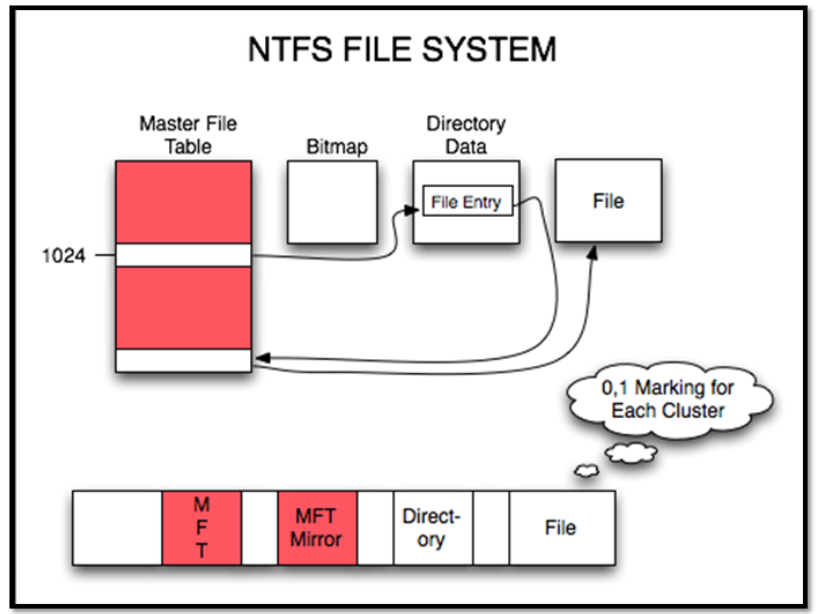 NTFS FILE SYSTEM
Master File
Table
Bitmap
Directory
Data
File Entry
File
1024
0,1 Marking for
Each Cluster
M
F
T
MFT
Mirror
Direct-
ory
File